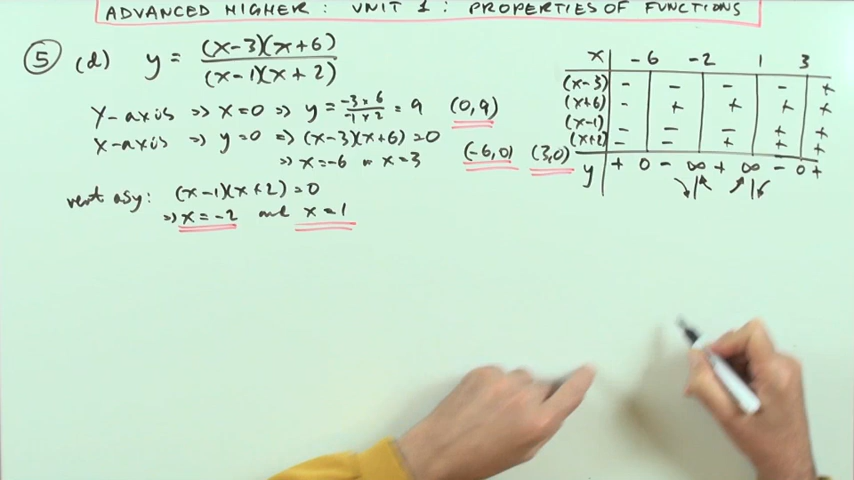 ADVANCED HIGHER : UNIT 1 : PROPERTIES OF FUNCTIONS
5 (d) y = (x-3)(x+6) / (x-1)(x+2)
Y-axis => x=0 => y = -3×6 / -1×2 = 9 (0,9)
x-axis => y=0 => (x-3)(x+6)=0
=> x=-6 or x=3 (-6,0) (3,0)
vert asy: (x-1)(x+2)=0
=> x=-2 and x=1
x | -6 -2 1 3
(x-3) - - - - +
(x+6) - + + + +
(x-1) - - - + +
(x+2) - - + + +
y + 0 - ∞ + ∞ - 0 +